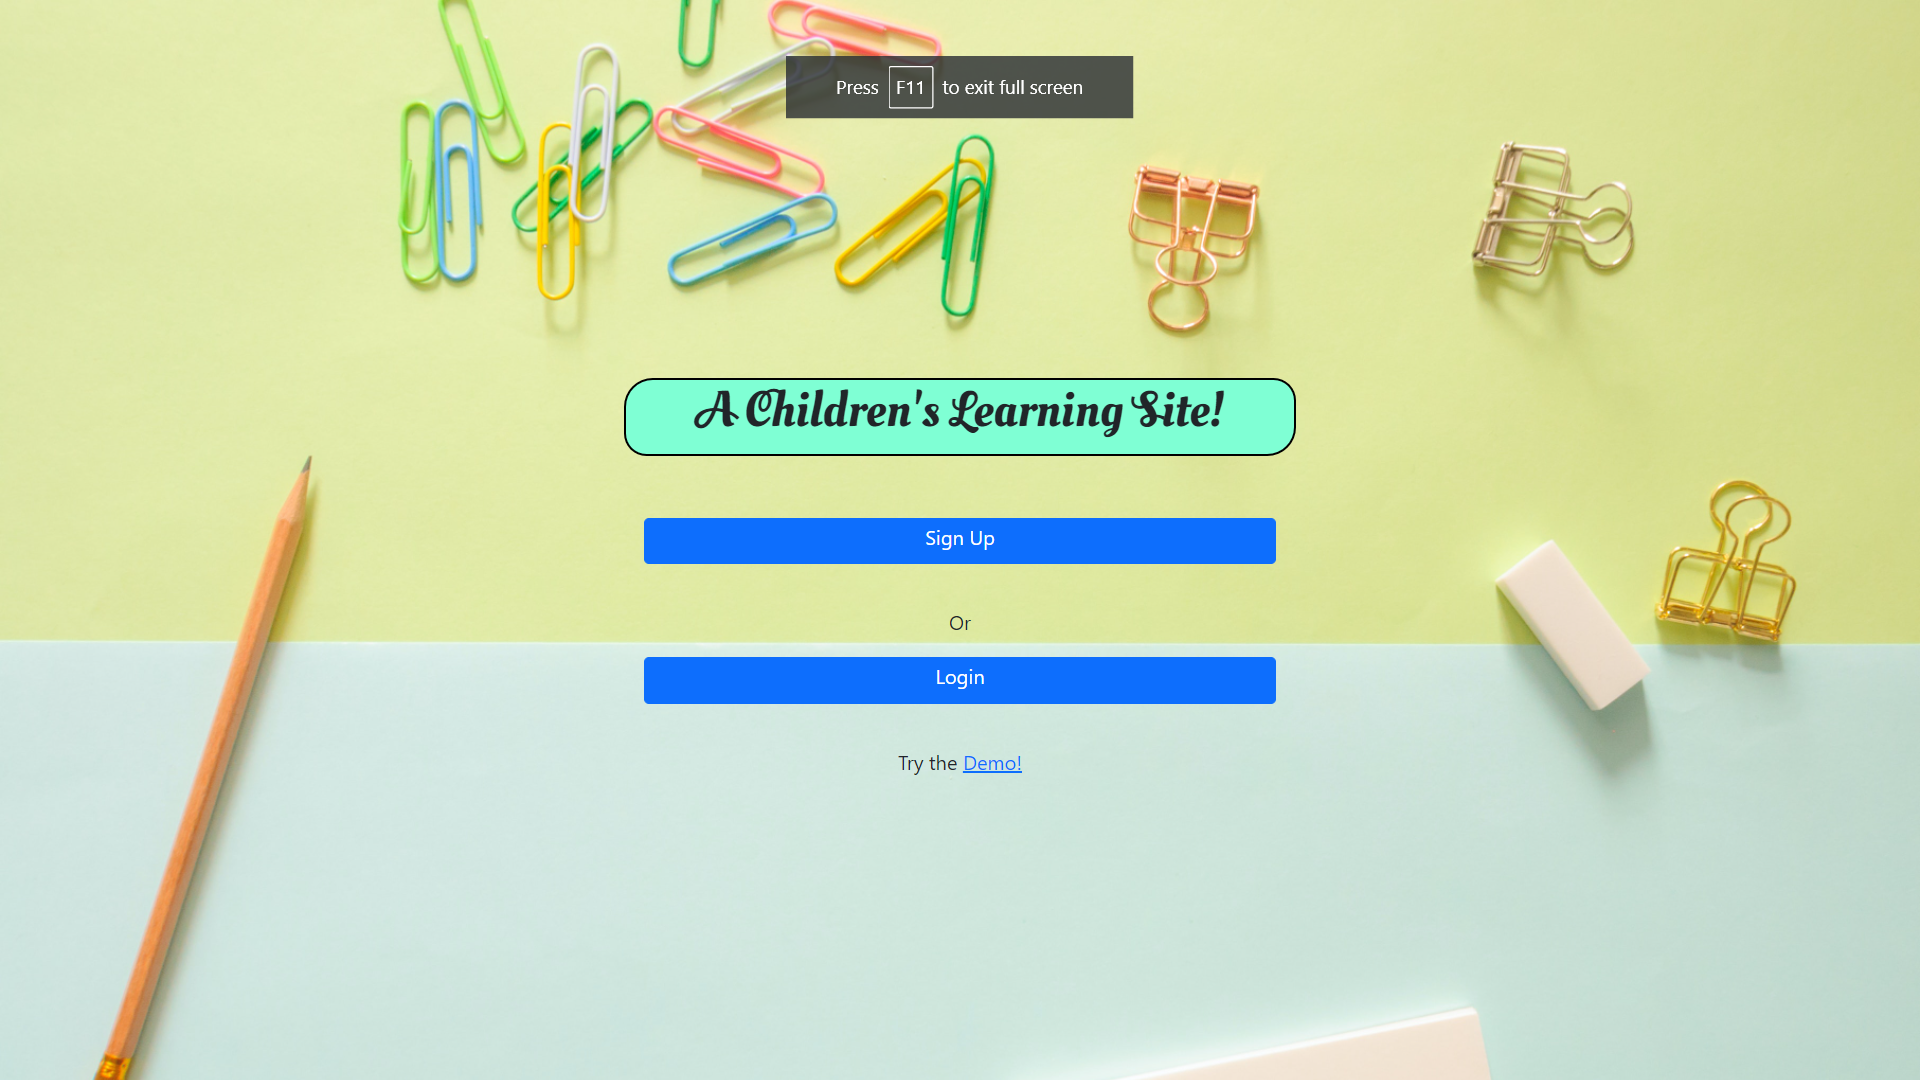 Press F11 to exit full screen
A Children's Learning Site!
Sign Up
Or
Login
Try the Demo!